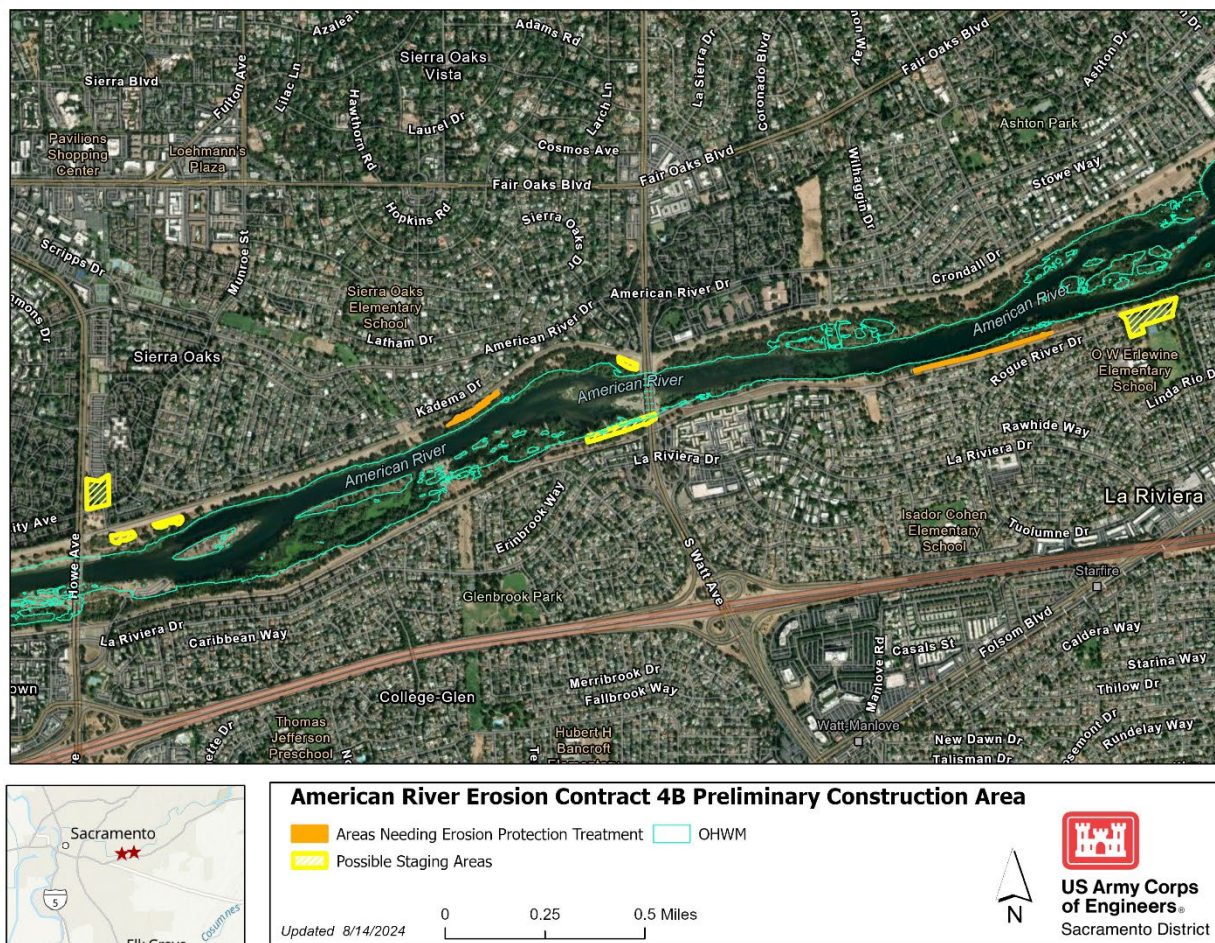 Azalea
Adams Rd
Fair Oaks Blvd
Ashton Dr
Sierra Oaks
Vista
Sierra Blvd
Fulton Ave
Lilac Ln
Hawthorn Rd
Laurel Dr
Larch Ln
La Sierra Dr
Coronado Blvd
Ashton Park
Pavilions
Shopping
Center
Loehmann's
Plaza
Cosmos Ave
Fair Oaks Blvd
Fair Oaks Blvd
Wilhaggin Dr
Stowe Way
Hopkins Rd
Sierra Oaks Dr
Scripps Dr
Munroe St
Crondall Dr
American River Dr
Sierra Oaks
Elementary
School
American River Dr
Latham Dr
American River
Sierra Oaks
Kadema Dr
American River
Rogue River Dr
O W Erlewine
Elementary
School
Linda Rio
Rawhide Way
La Riviera Dr
La Riviera Dr
American River
La Riviera
Howe Ave
Erinbrook Way
Isador Cohen
Elementary
School
Tuolumne Dr
S Watt Ave
Starfire
Glenbrook Park
La Riviera Dr
Caribbean Way
Folsom Blvd
Manlove Rd
Casals St
Caldera Way
Starina Way
Merribrook Dr
Fallbrook Way
Thilow Dr
College-Glen
Rundelay Way
Watt-Manlove
Thomas
Jefferson
Preschool
Hubert H
Bancroft
New Dawn Dr
Talisman Dr
American River Erosion Contract 4B Preliminary Construction Area
Areas Needing Erosion Protection Treatment
OHWM
Possible Staging Areas
Sacramento
5
Cosumnes
0 0.25 0.5 Miles
Updated 8/14/2024
N
US Army Corps
of Engineers®
Sacramento District